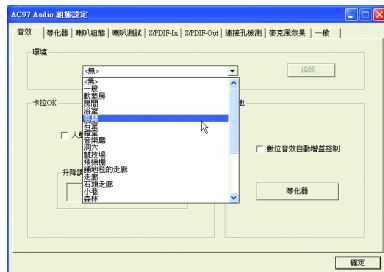 AC97 Audio 組態設定
音效 等化器 喇叭組態 喇叭測試 S/PDIF-In S/PDIF-Out 連接孔檢測 麥克風效果 一般
環境
<無>
編輯
<無>
一般
軟墊房
房間
浴室
客廳
石室
禮堂
音樂廳
洞穴
競技場
飛機棚
鋪地毯的走廊
走廊
石頭走廊
小巷
森林
卡拉OK
他
人聲
數位音效自動增益控制
升降調
等化器
確定